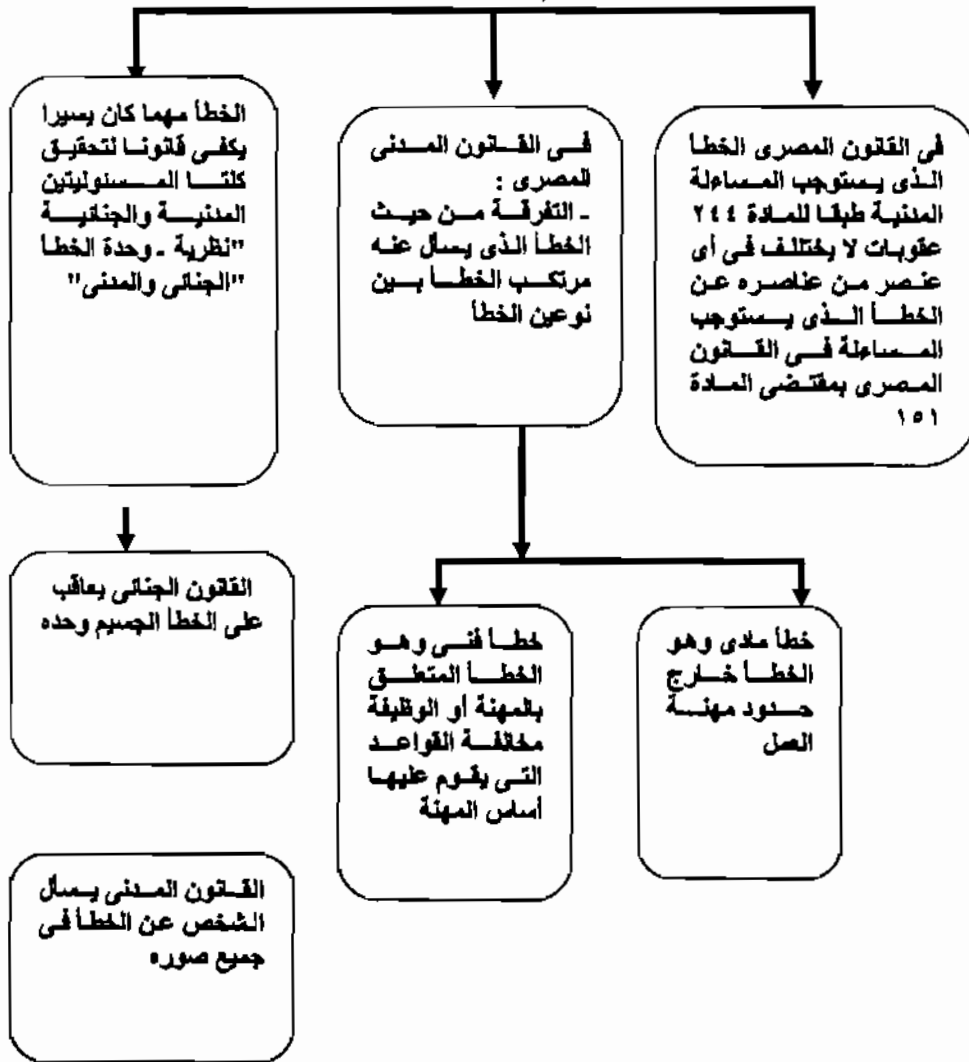 فى القانون المصرى الخطأ
الذى يستوجب المساءلة
المدنية طبقا للمادة ٢٤٤
عقوبات لا يختلف فى أى
عنصر من عناصره عن
الخطأ الذى يستوجب
المساءلة فى القانون
المصرى بمقتضى المادة
١٥١
فى القانون المدنى
المصرى :
- التفرقة من حيث
الخطأ الذى يسأل عنه
مرتكب الخطأ بين
نوعين الخطأ
الخطأ مهما كان يسيرا
يكفى قانونا لتحقيق
كلتا المسئوليتين
المدنية والجنائية
"نظرية - وحدة الخطأ
"الجنائى والمدنى"
خطأ مادى وهو
الخطأ خارج
حدود مهنة
العمل
خطأ فنى وهو
الخطأ المتعلق
بالمهنة أو الوظيفة
مخالفة القواعد
التى يقوم عليها
أساس المهنة
القانون الجنائى يعاقب
على الخطأ الجسيم وحده
القانون المدنى يسأل
الشخص عن الخطأ فى
جميع صوره